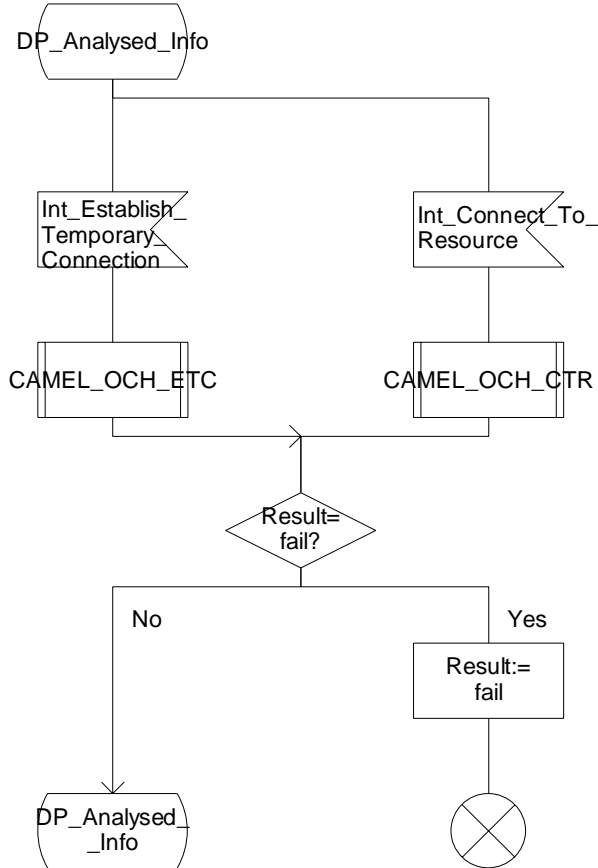 DP_Analysed_Info
Int_Establish_
Temporary_
Connection
Int_Connect_To_
Resource
CAMEL_OCH_ETC
CAMEL_OCH_CTR
Result=
fail?
No
Yes
Result:=
fail
DP_Analysed_
_Info